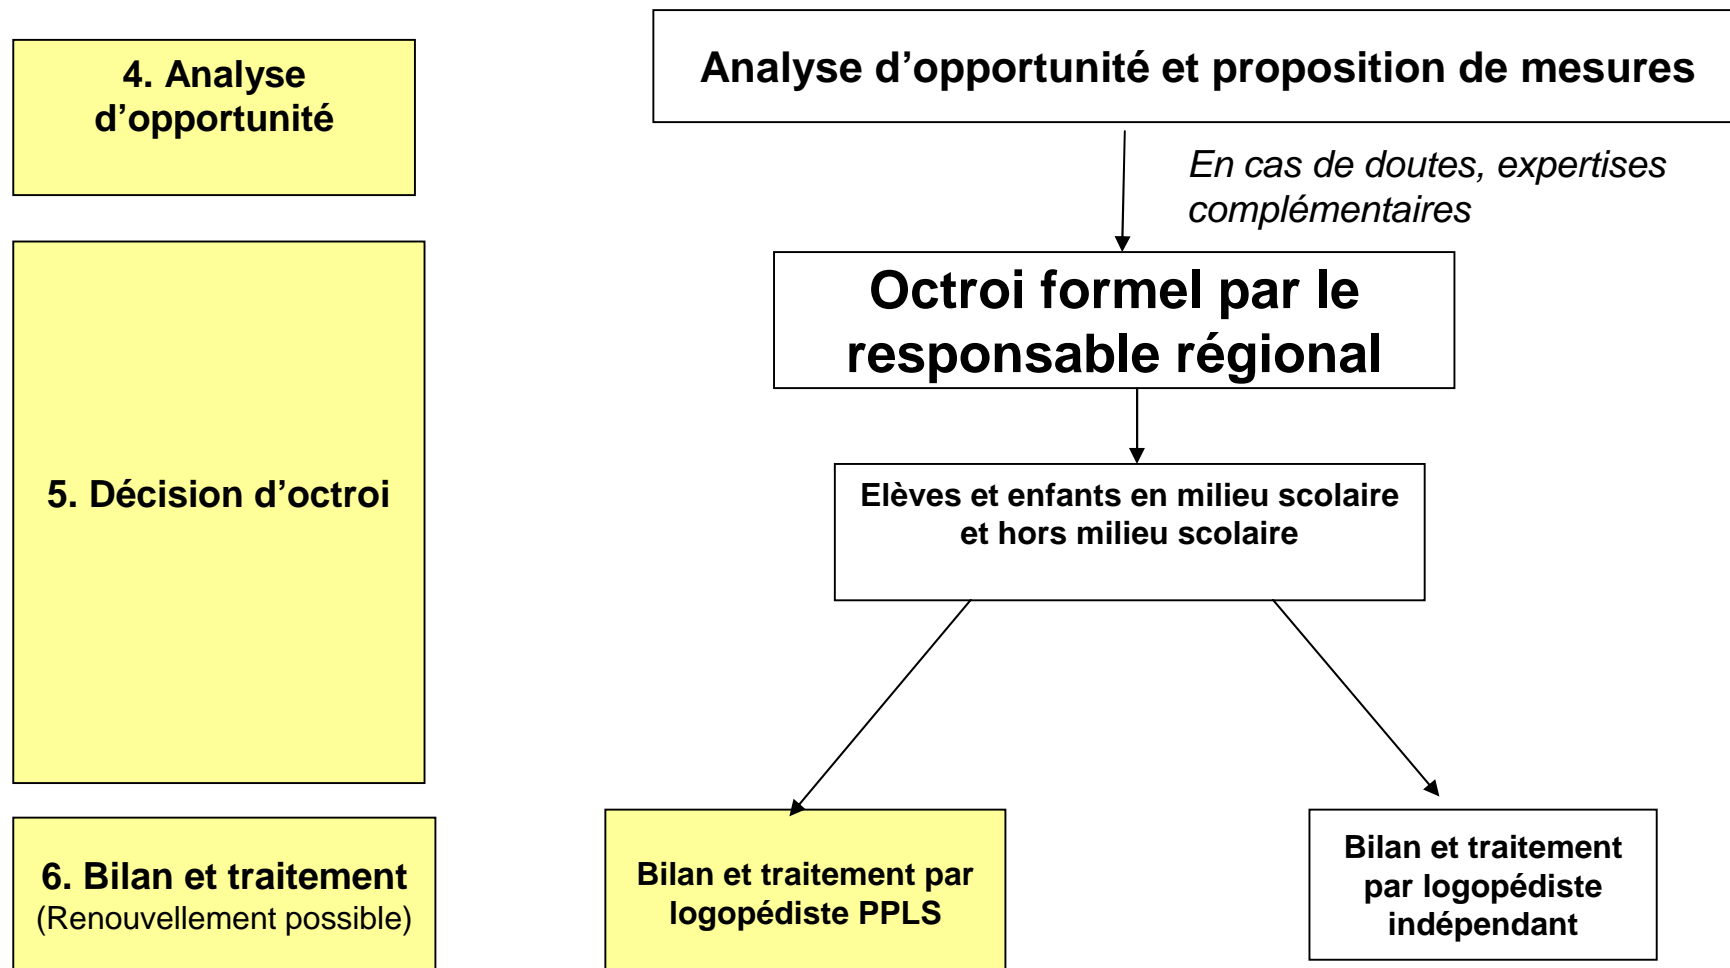 4. Analyse
d’opportunité
Analyse d’opportunité et proposition de mesures
En cas de doutes, expertises
complémentaires
5. Décision d’octroi
Octroi formel par le
responsable régional
Elèves et enfants en milieu scolaire
et hors milieu scolaire
6. Bilan et traitement
(Renouvellement possible)
Bilan et traitement par
logopédiste PPLS
Bilan et traitement
par logopédiste
indépendant